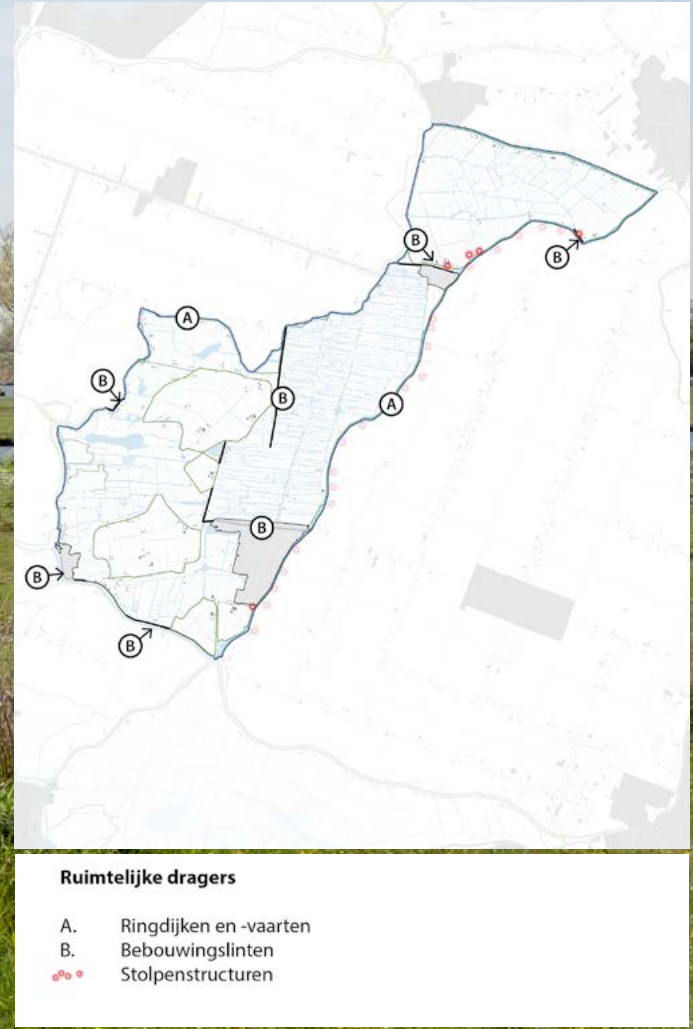 B
B
A
B
B
A
B
B
B
Ruimtelijke dragers
A. Ringdijken en -vaarten
B. Bebouwingslinten
Stolpenstructuren